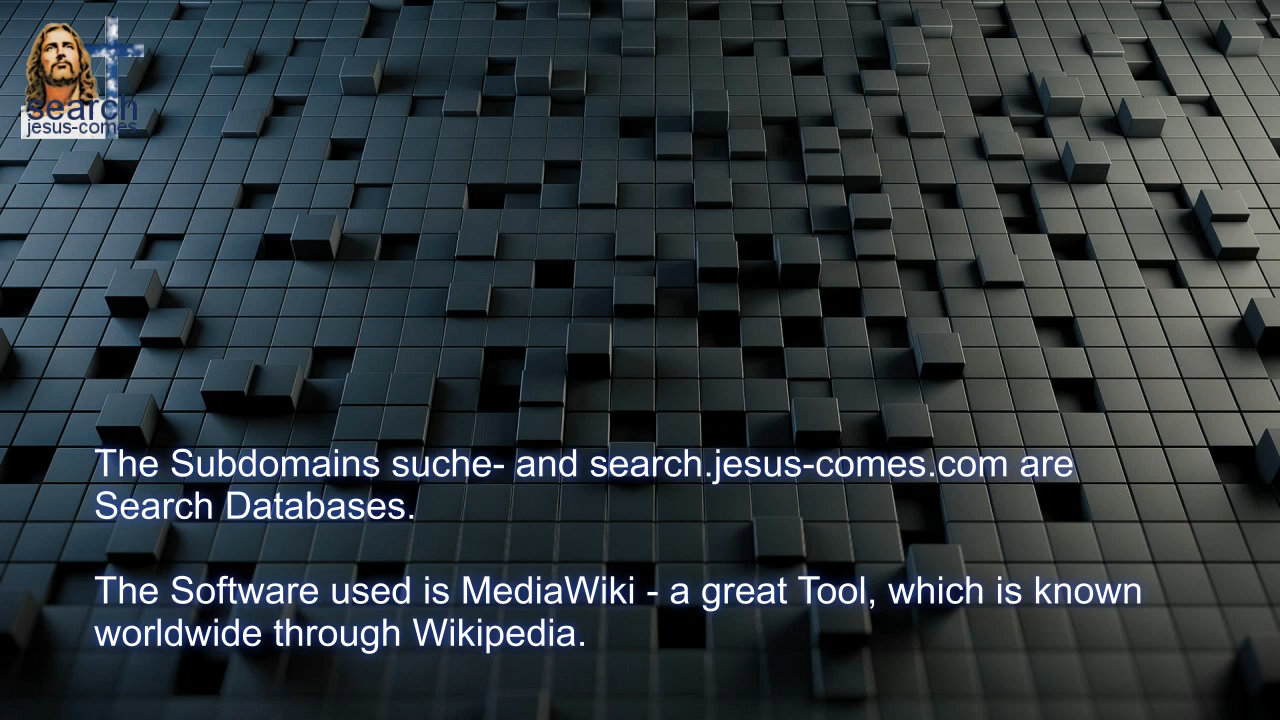 search
jesus-comes
The Subdomains suche- and search.jesus-comes.com are
Search Databases.
The Software used is MediaWiki - a great Tool, which is known
worldwide through Wikipedia.